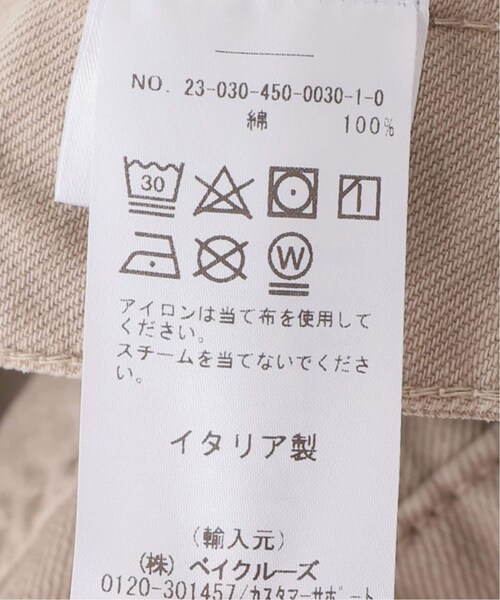 NO. 23-030-450-0030-1-0
綿 100%
30
W
アイロンは当て布を使用して
ください。
スチームを当てないでくださ
い。
イタリア製
(輸入元)
(株) ベイクルーズ
0120-301457/カスタマーサポート